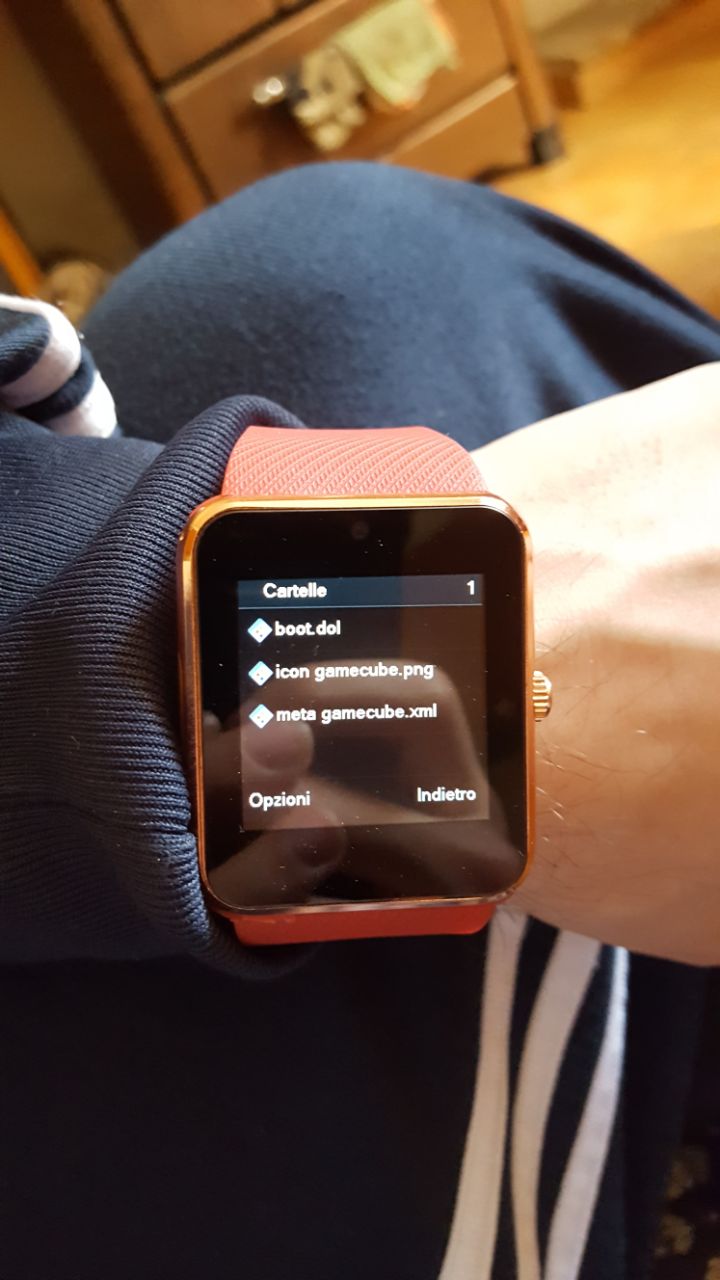 Cartelle 1
boot.dol
icon gamecube.png
meta gamecube.xml
Opzioni Indietro